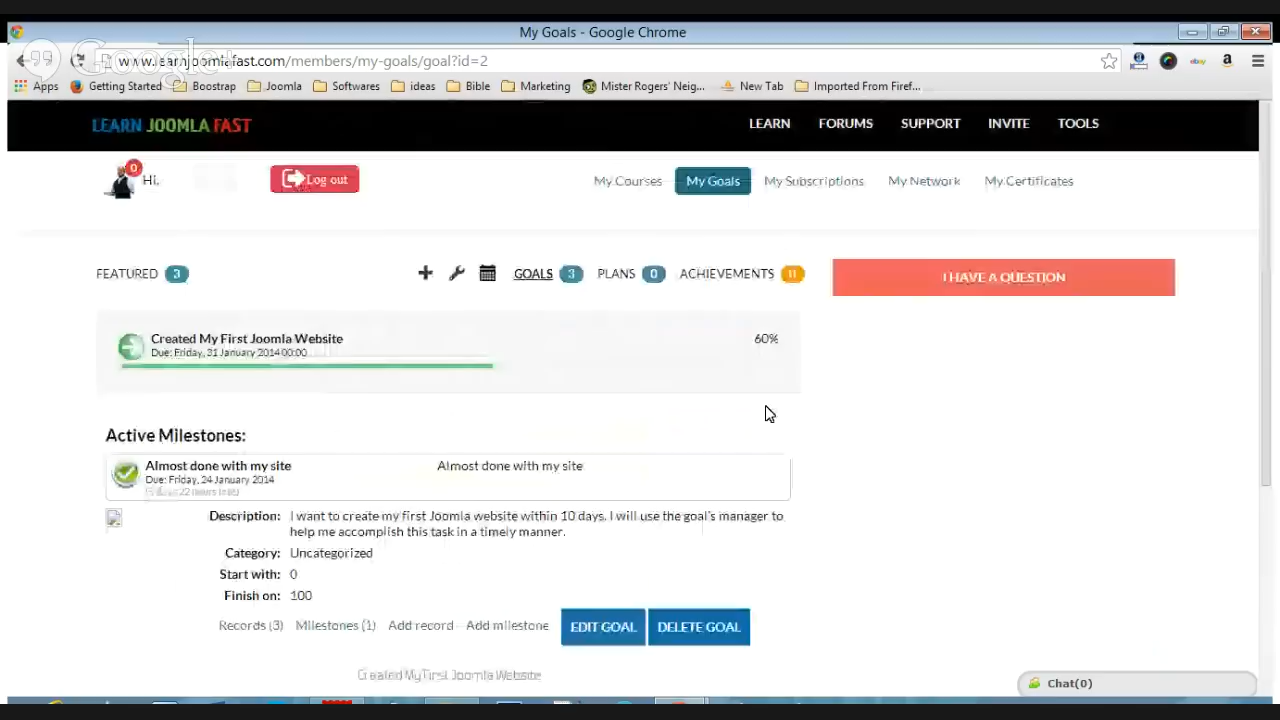 My Goals - Google Chrome
Google+
www.learnjoomlafast.com/members/my-goals/goal?id=2
Apps Getting Started Boostrap Joomla Softwares ideas Bible Marketing Mister Rogers' Neig... New Tab Imported From Firef...
LEARN JOOMLA FAST LEARN FORUMS SUPPORT INVITE TOOLS
0
Hi, Log out My Courses My Goals My Subscriptions My Network My Certificates
FEATURED 3 GOALS 3 PLANS 0 ACHIEVEMENTS 11 I HAVE A QUESTION
Created My First Joomla Website 60%
Due: Friday, 31 January 2014 00:00
Active Milestones:
Almost done with my site Almost done with my site
Due: Friday, 24 January 2014
22 hours left)
Description: I want to create my first Joomla website within 10 days. I will use the goal's manager to
help me accomplish this task in a timely manner.
Category: Uncategorized
Start with: 0
Finish on: 100
Records (3) Milestones (1) Add record Add milestone EDIT GOAL DELETE GOAL
Created My First Joomla Website
Chat(0)